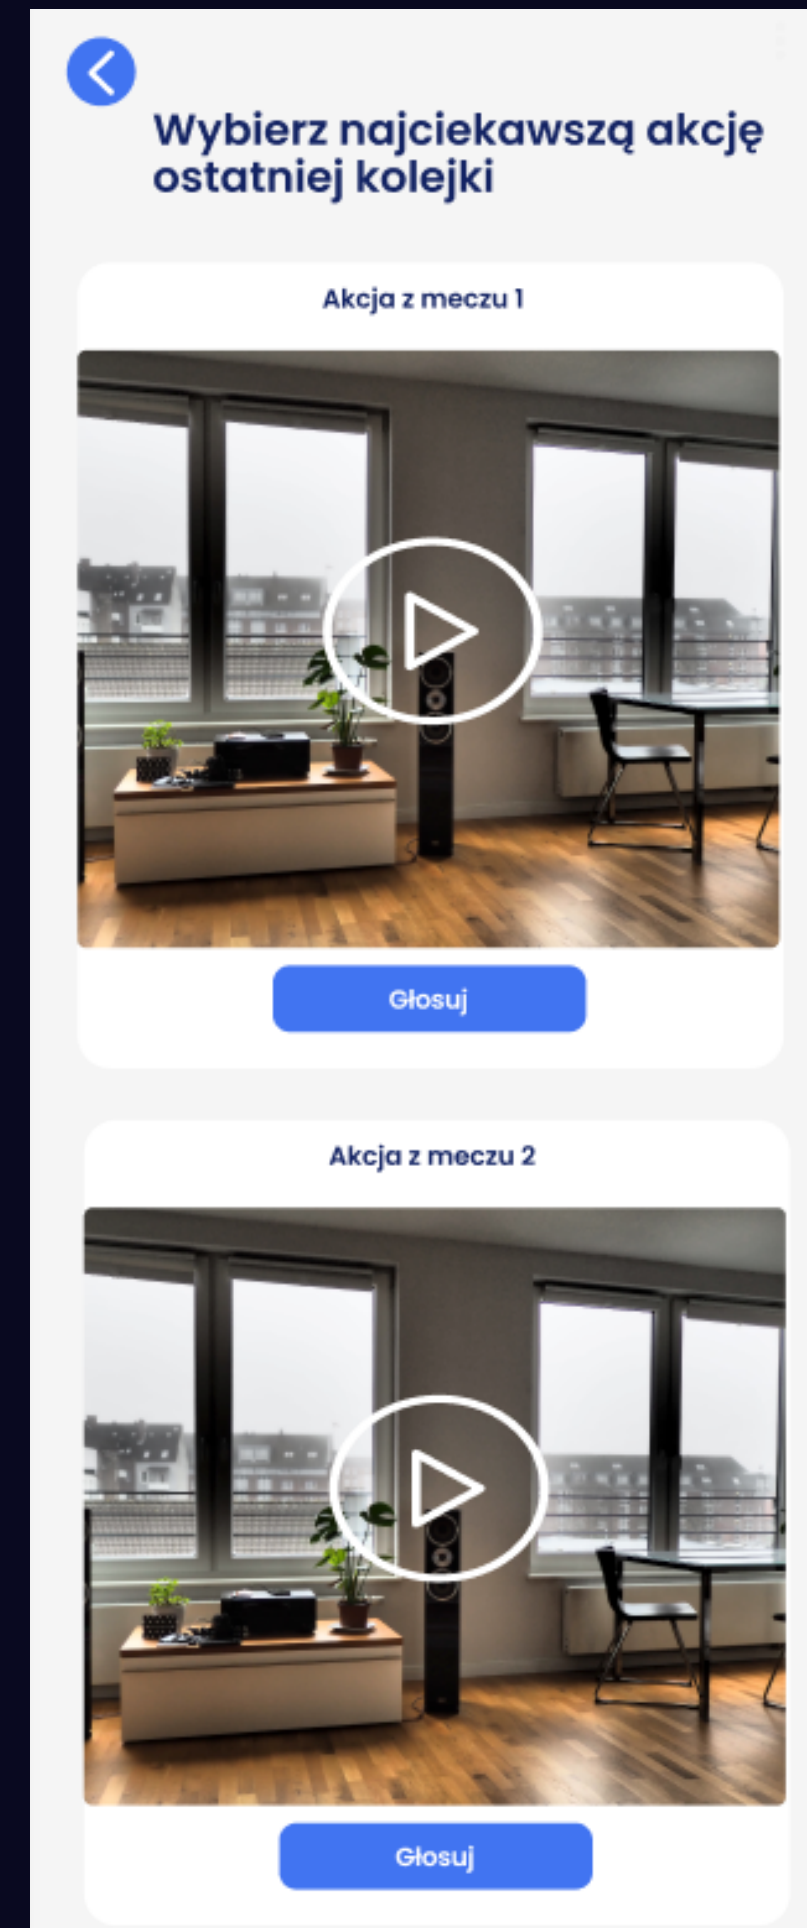 Wybierz najciekawszą akcję
ostatniej kolejki
Akcja z meczu 1
Głosuj
Akcja z meczu 2
Głosuj